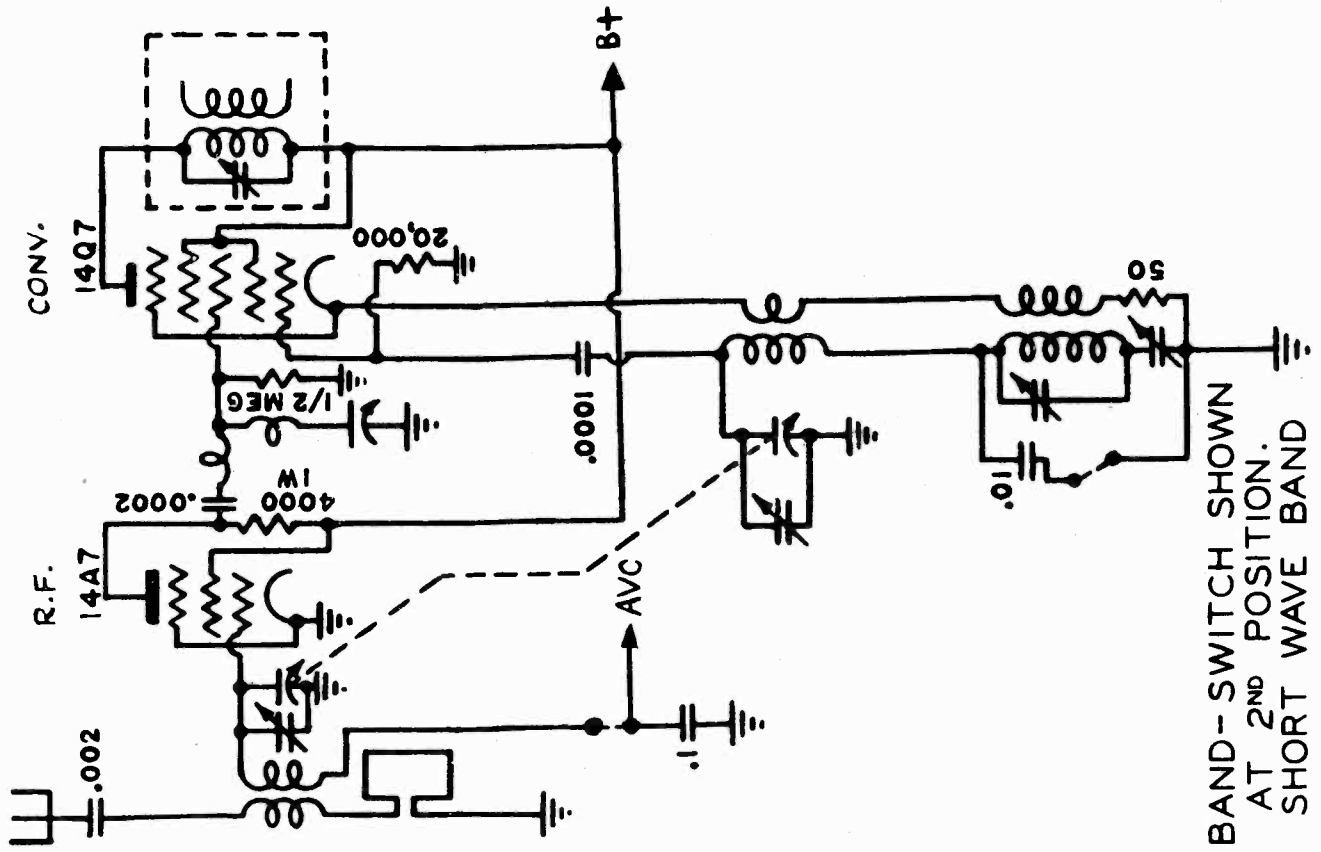 R.F.
14A7
CONV.
14Q7
.002
.0002
4000
1W
1/2 MEG
20,000
B+
.0001
AVC
.1
.01
50
BAND-SWITCH SHOWN
AT 2ND POSITION.
SHORT WAVE BAND